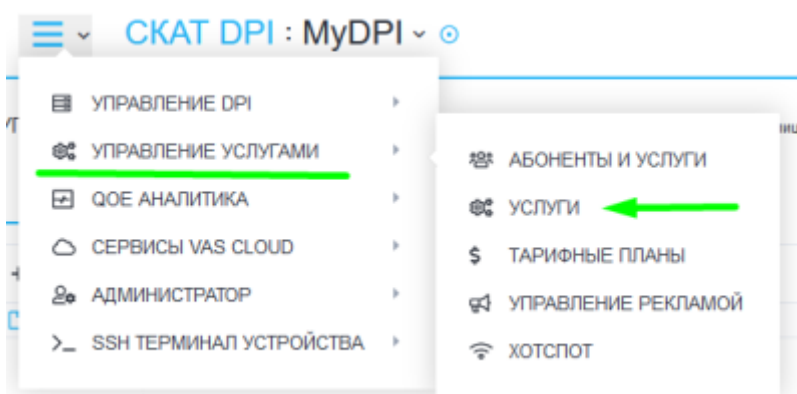 СКАТ DPI : MyDPI
УПРАВЛЕНИЕ DPI
УПРАВЛЕНИЕ УСЛУГАМИ
QOE АНАЛИТИКА
СЕРВИСЫ VAS CLOUD
АДМИНИСТРАТОР
SSH ТЕРМИНАЛ УСТРОЙСТВА
АБОНЕНТЫ И УСЛУГИ
УСЛУГИ
ТАРИФНЫЕ ПЛАНЫ
УПРАВЛЕНИЕ РЕКЛАМОЙ
ХОТСПОТ